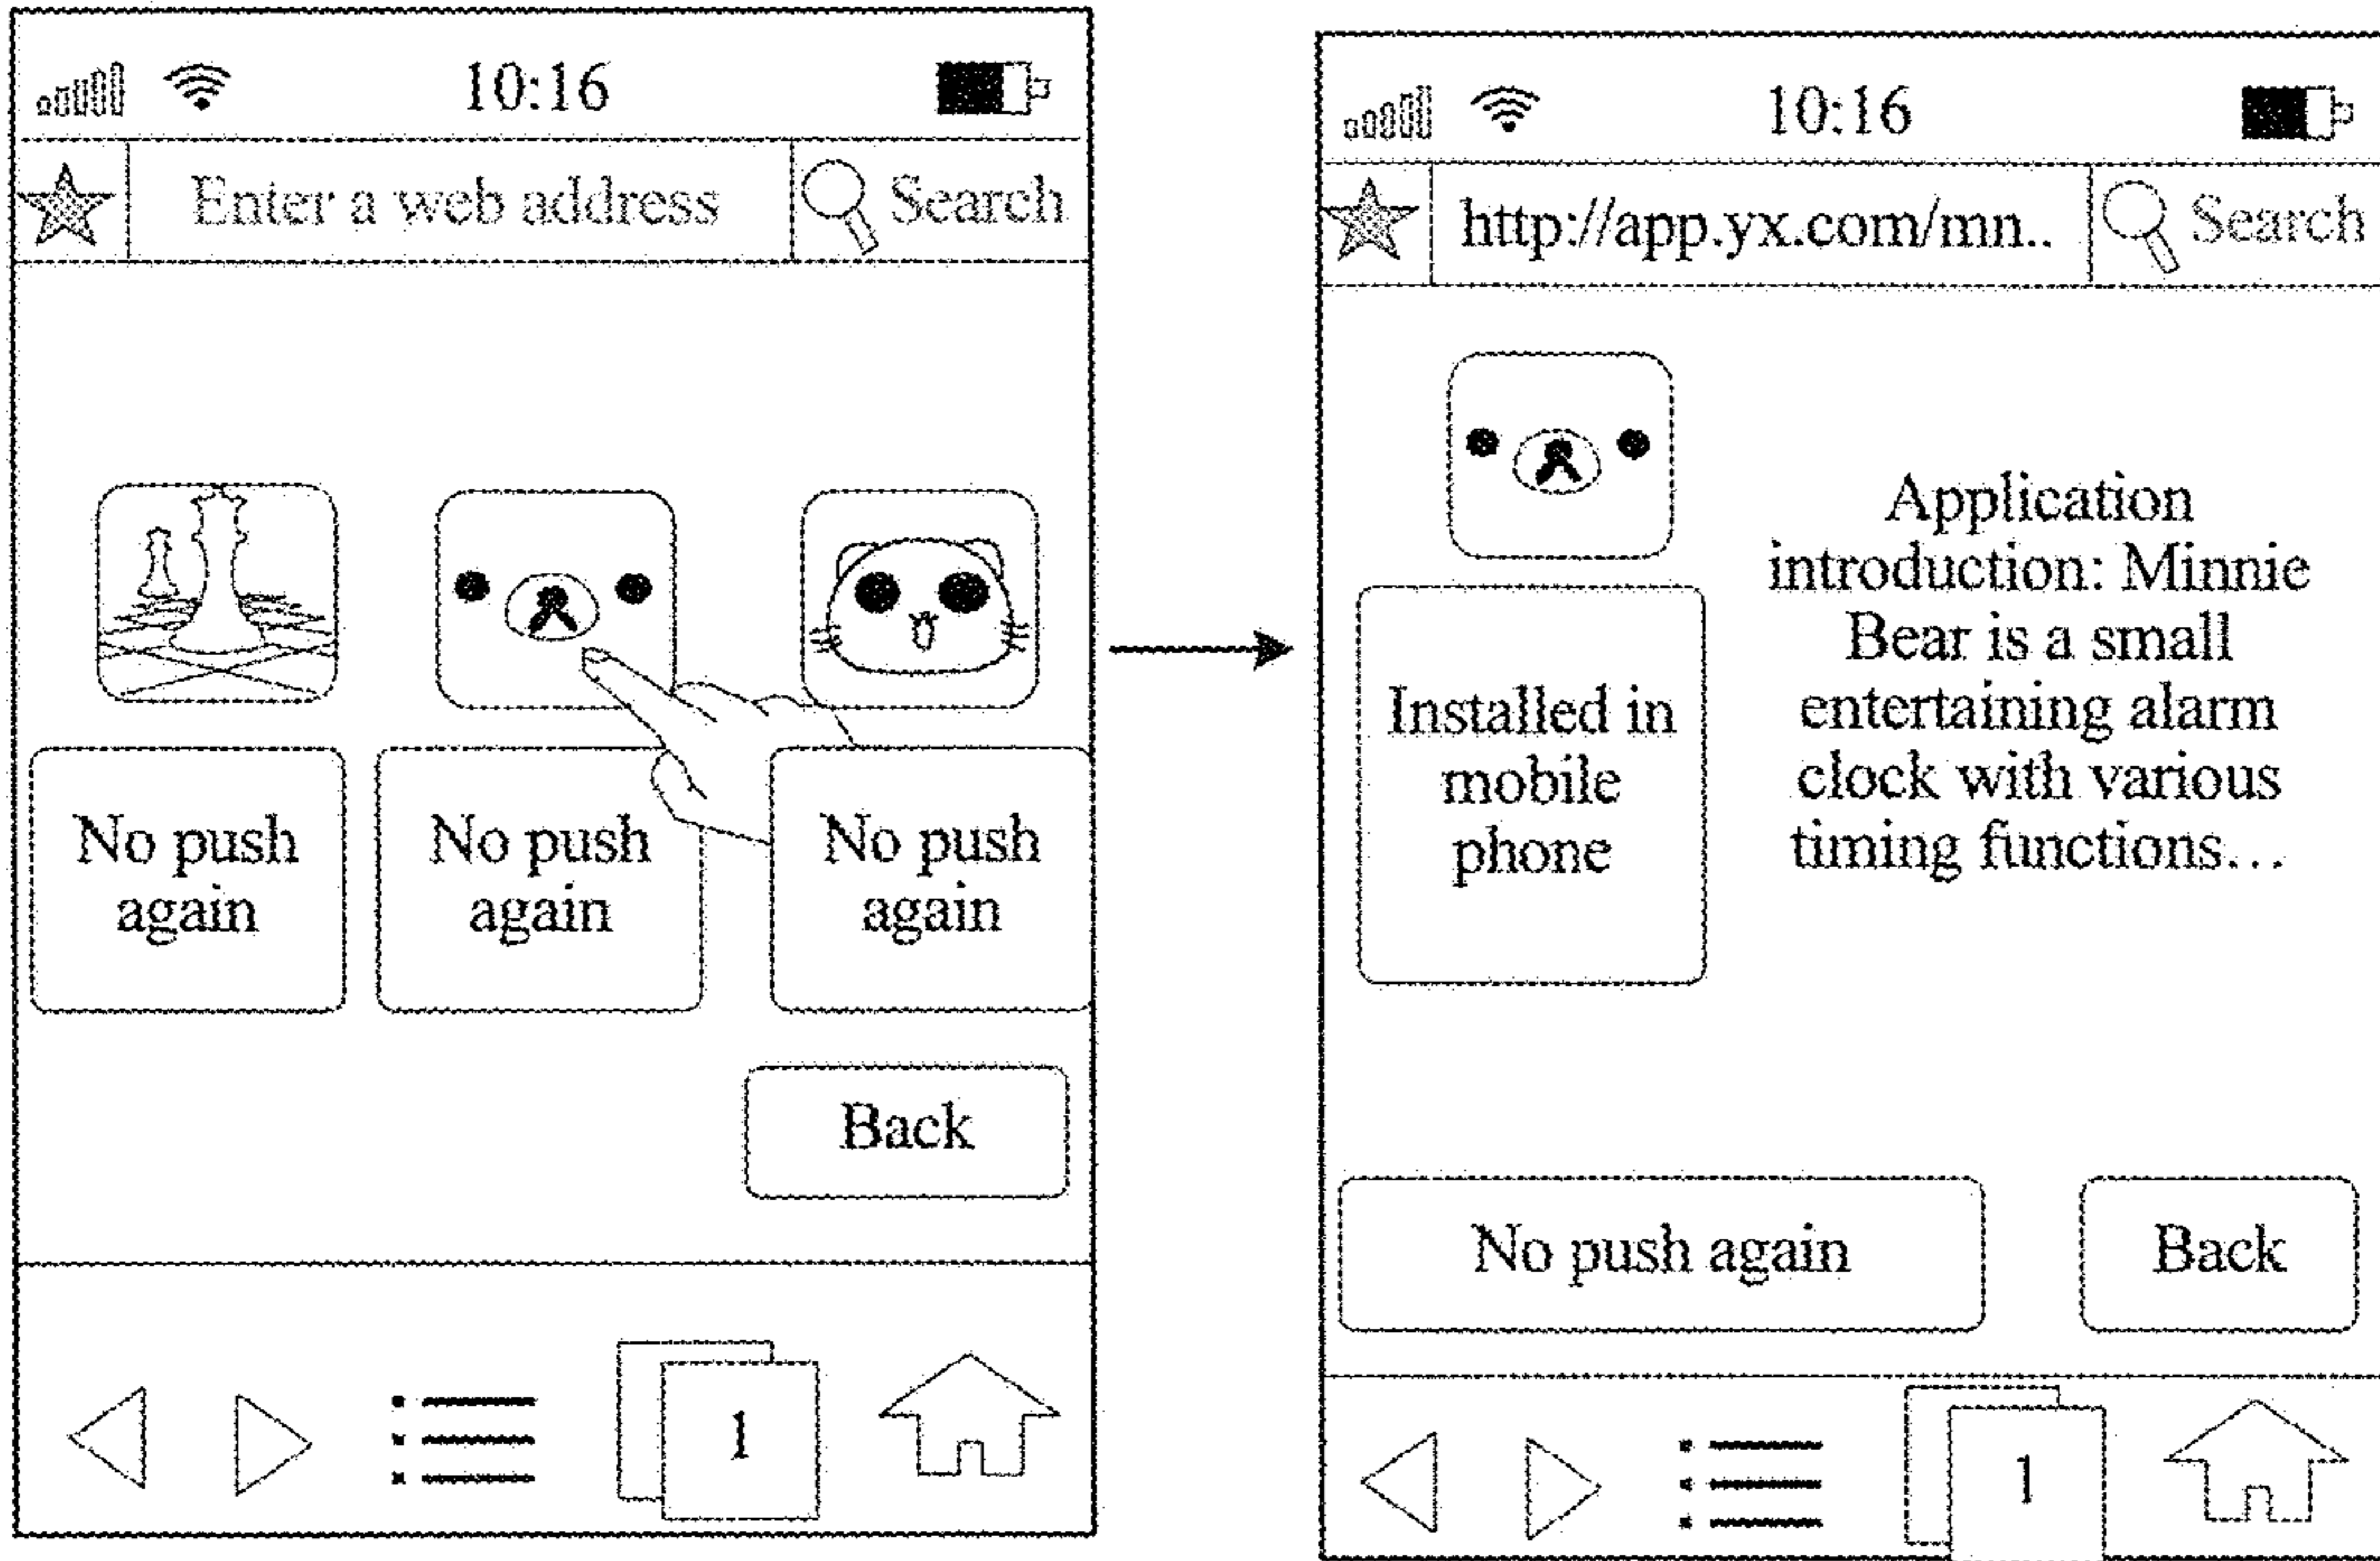 10:16
Enter a web address
Search
No push
again
No push
again
No push
again
Back
1
10:16
http://app.yx.com/mn..
Search
Installed in
mobile
phone
Application
introduction: Minnie
Bear is a small
entertaining alarm
clock with various
timing functions...
No push again
Back
1